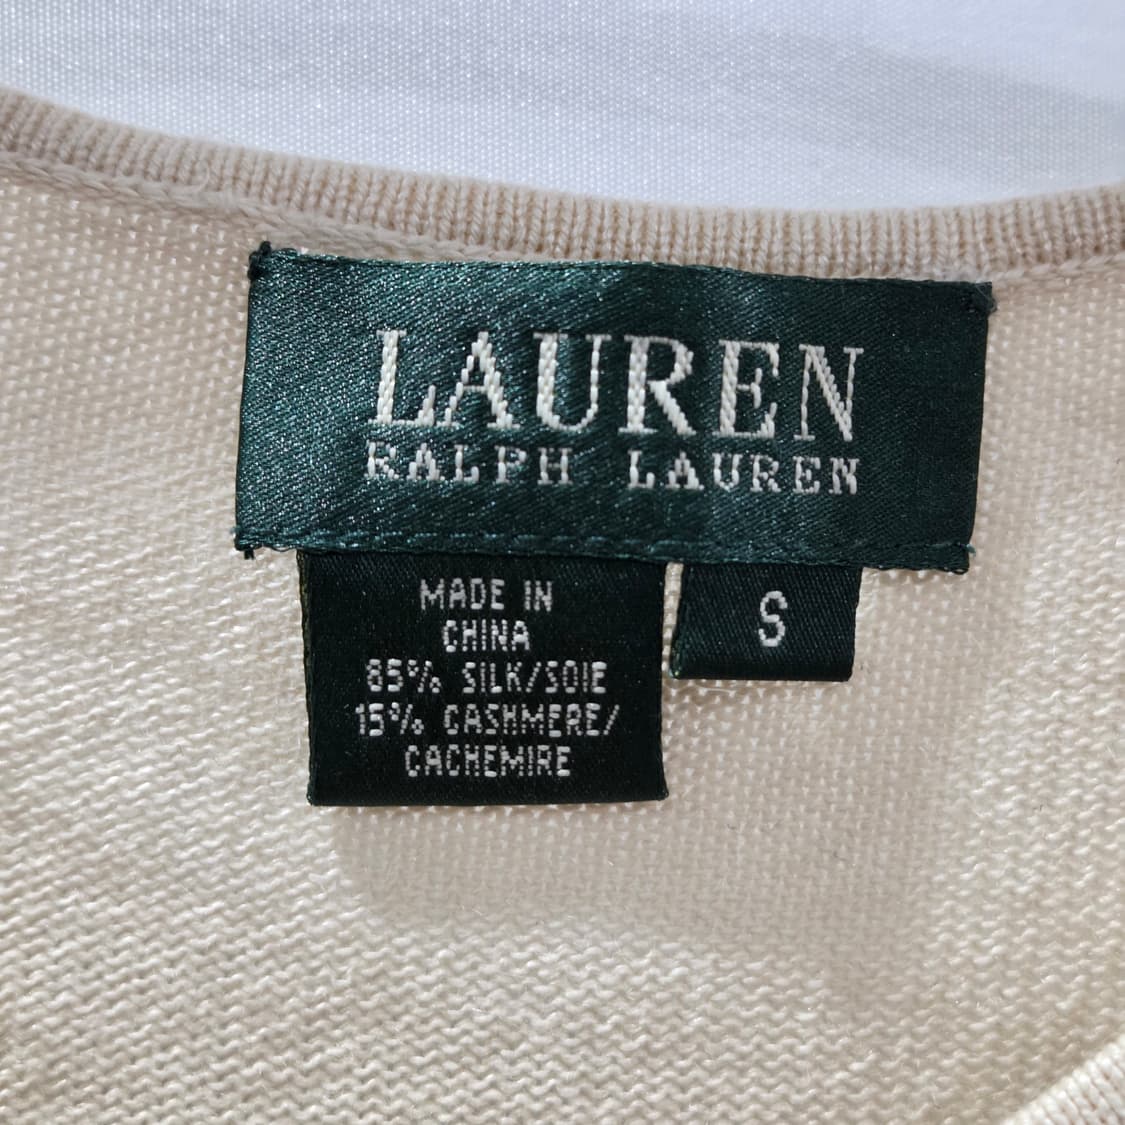 LAUREN
RALPH LAUREN
MADE IN
CHINA
85% SILK/SOIE
15% CASHMERE/
CACHEMIRE
S